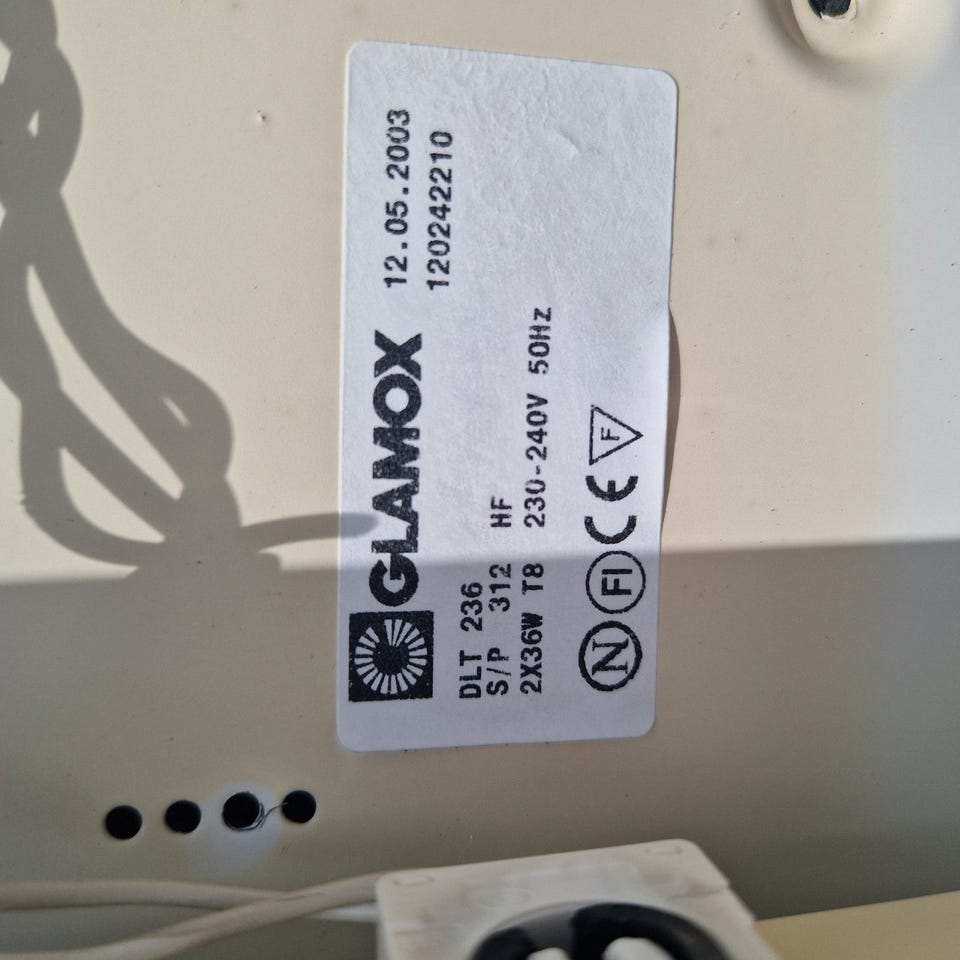 GLAMOX 12.05.2003
120242210
DLT 236
S/P 312 HF
2X36W T8 230-240V 50Hz
N FI CE F